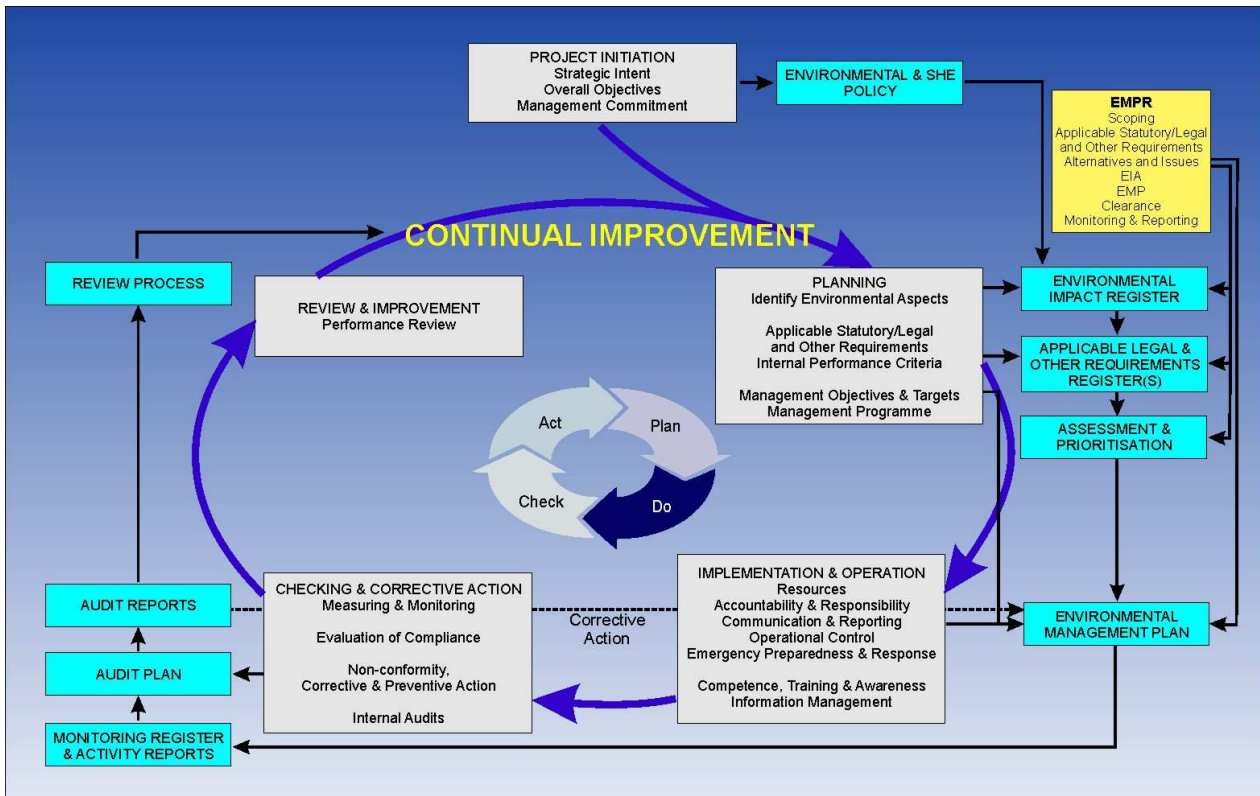 PROJECT INITIATION
Strategic Intent
Overall Objectives
Management Commitment
ENVIRONMENTAL & SHE
POLICY
EMPR
Scoping
Applicable Statutory/Legal
and Other Requirements
Alternatives and Issues
EIA
EMP
Clearance
Monitoring & Reporting
CONTINUAL IMPROVEMENT
REVIEW PROCESS
REVIEW & IMPROVEMENT
Performance Review
PLANNING
Identify Environmental Aspects
Applicable Statutory/Legal
and Other Requirements
Internal Performance Criteria
Management Objectives & Targets
Management Programme
ENVIRONMENTAL
IMPACT REGISTER
APPLICABLE LEGAL &
OTHER REQUIREMENTS
REGISTER(S)
ASSESSMENT &
PRIORITISATION
Act
Plan
Check
Do
CHECKING & CORRECTIVE ACTION
Measuring & Monitoring
Evaluation of Compliance
Non-conformity,
Corrective & Preventive Action
Internal Audits
Corrective
Action
IMPLEMENTATION & OPERATION
Resources
Accountability & Responsibility
Communication & Reporting
Operational Control
Emergency Preparedness & Response
Competence, Training & Awareness
Information Management
ENVIRONMENTAL
MANAGEMENT PLAN
AUDIT REPORTS
AUDIT PLAN
MONITORING REGISTER
& ACTIVITY REPORTS